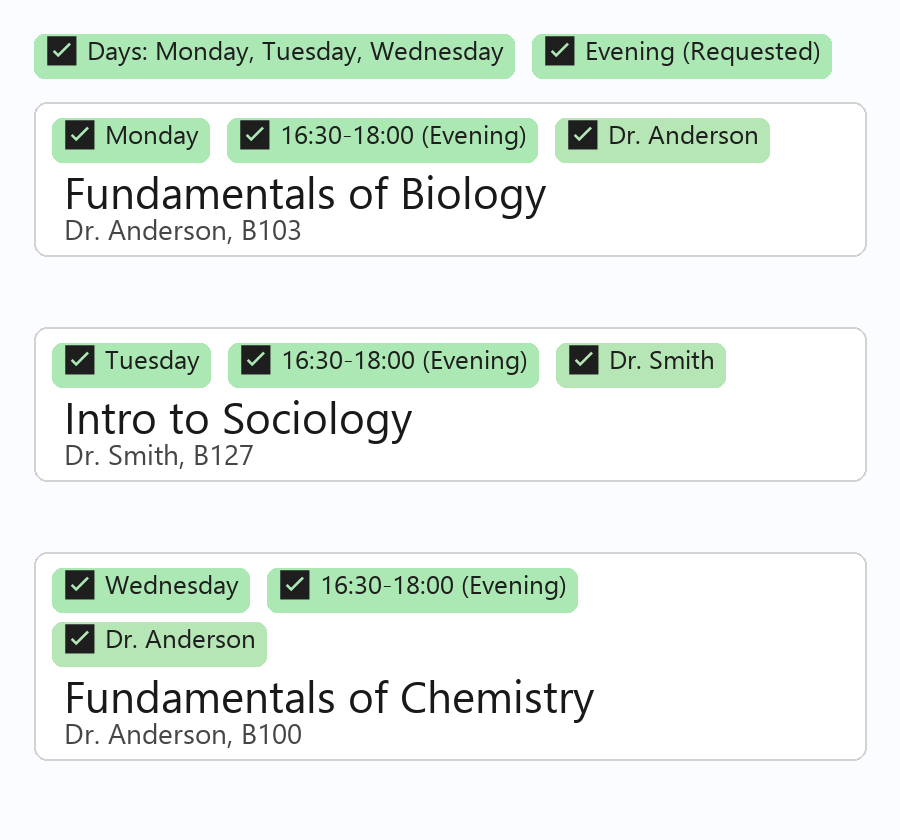 Days: Monday, Tuesday, Wednesday Evening (Requested)
Monday 16:30-18:00 (Evening) Dr. Anderson
Fundamentals of Biology
Dr. Anderson, B103
Tuesday 16:30-18:00 (Evening) Dr. Smith
Intro to Sociology
Dr. Smith, B127
Wednesday 16:30-18:00 (Evening)
Dr. Anderson
Fundamentals of Chemistry
Dr. Anderson, B100